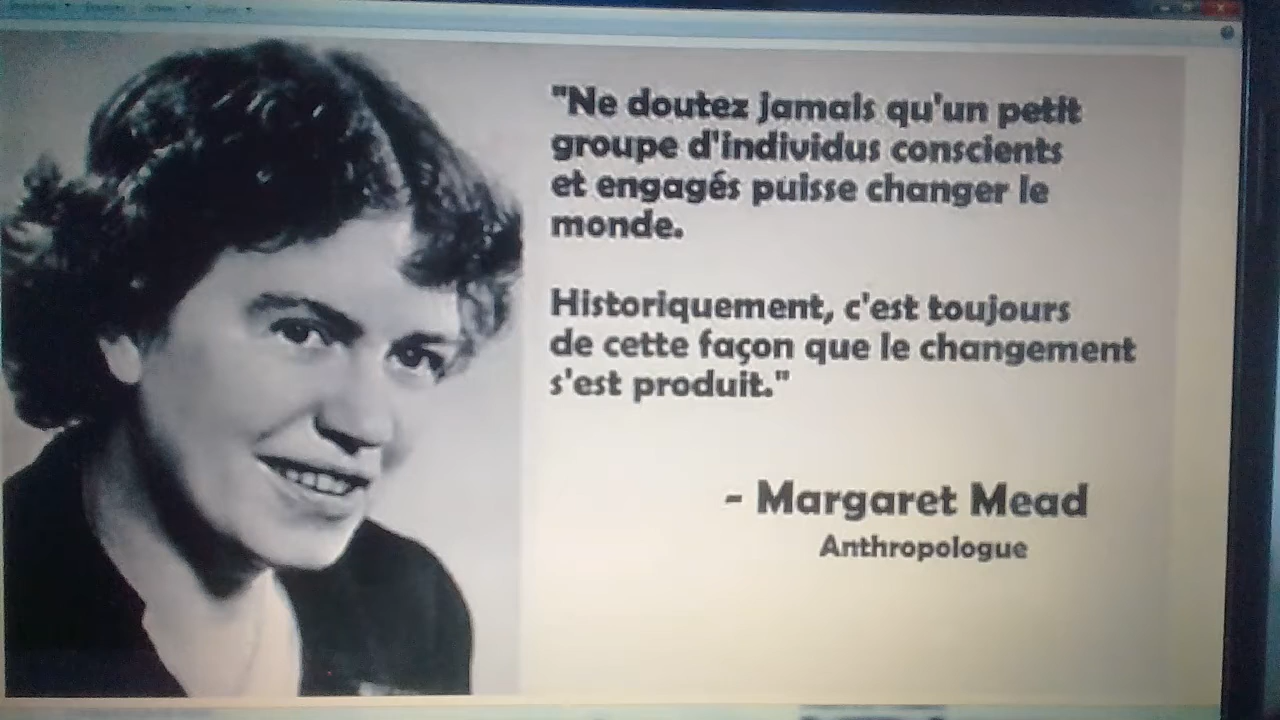 "Ne doutez jamais qu'un petit
groupe d'individus conscients
et engagés puisse changer le
monde.
Historiquement, c'est toujours
de cette façon que le changement
s'est produit."
- Margaret Mead
Anthropologue